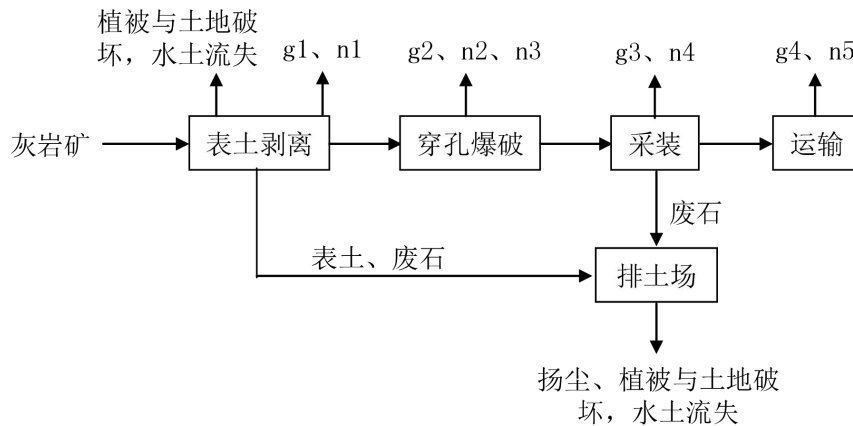 植被与土地破
坏，水土流失
g1、n1
g2、n2、n3
g3、n4
g4、n5
灰岩矿
表土剥离
穿孔爆破
采装
运输
废石
表土、废石
排土场
扬尘、植被与土地破
坏，水土流失